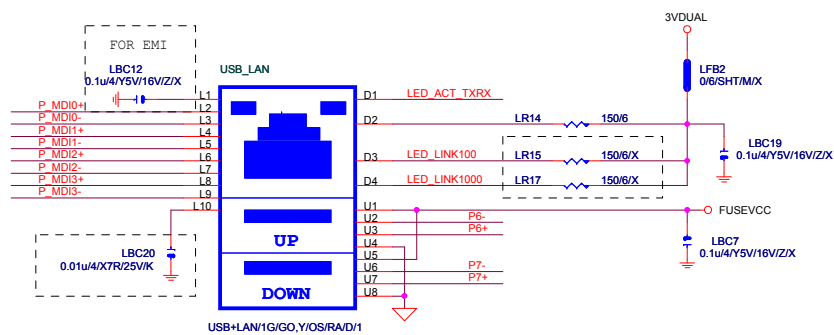 3VDUAL
FOR EMI
LBC12
0.1u/4/Y5V/16V/Z/X
USB_LAN
LFB2
0/6/SHT/M/X
L1
D1
LED_ACT_TXRX
P_MDI0+
L2
P_MDI0-
L3
D2
LR14
150/6
P_MDI1+
L4
P_MDI1-
L5
LBC19
0.1u/4/Y5V/16V/Z/X
P_MDI2+
L6
D3
LED_LINK100
LR15
150/6/X
P_MDI2-
L7
P_MDI3+
L8
D4
LED_LINK1000
LR17
150/6/X
P_MDI3-
L9
L10
U1
FUSEVCC
U2
P6-
U3
P6+
UP
U4
U5
LBC20
0.01u/4/X7R/25V/K
LBC7
0.1u/4/Y5V/16V/Z/X
U6
P7-
U7
P7+
DOWN
U8
USB+LAN/1G/GO,Y/OS/RA/D/1